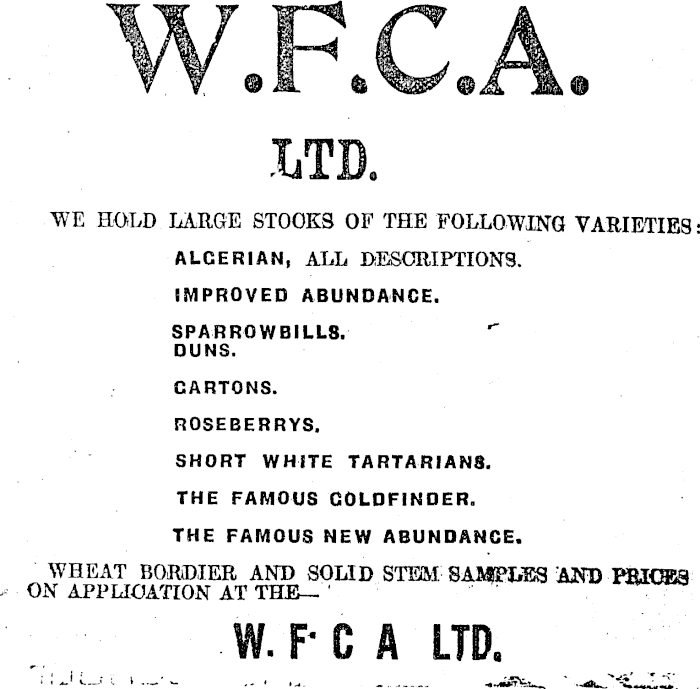 W.F.C.A.
LTD.
WE HOLD LARGE STOCKS OF THE FOLLOWING VARIETIES:
ALGERIAN, ALL DESCRIPTIONS.
IMPROVED ABUNDANCE.
SPARROWBILLS.
DUNS.
GARTONS.
ROSEBERRYS.
SHORT WHITE TARTARIANS.
THE FAMOUS GOLDFINDER.
THE FAMOUS NEW ABUNDANCE.
WHEAT BORDIER AND SOLID STEM SAMPLES AND PRICES
ON APPLICATION AT THE—
W. F. C A LTD.